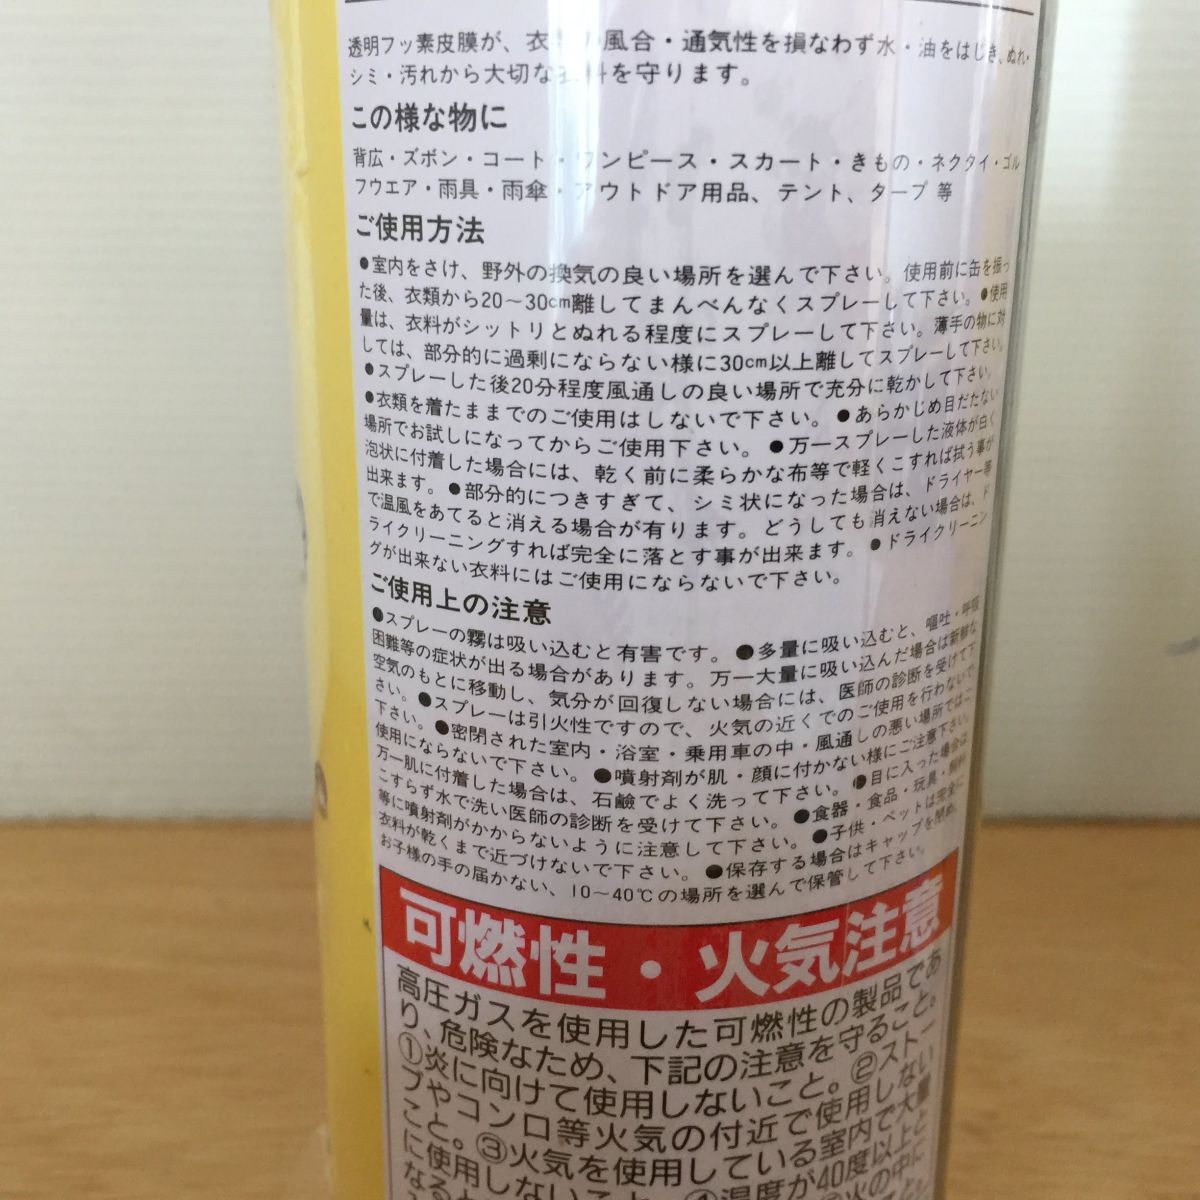 透明フッ素皮膜が、衣 の風合・通気性を損なわず水・油をはじき、ぬれ・
シミ・汚れから大切な衣料を守ります。
この様な物に
背広・ズボン・コート・ワンピース・スカート・きもの・ネクタイ・ゴル
フウエア・雨具・雨傘・アウトドア用品、テント、タープ 等
ご使用方法
●室内をさけ、野外の換気の良い場所を選んで下さい。使用前に缶を振っ
た後、衣類から20〜30cm離してまんべんなくスプレーして下さい。●使用
量は、衣料がシットリとぬれる程度にスプレーして下さい。薄手の物に対
しては、部分的に過剰にならない様に30cm以上離してスプレーして下さい。
●スプレーした後20分程度風通しの良い場所で充分に乾かして下さい。
●衣類を着たままでのご使用はしないで下さい。●あらかじめ目だたない
場所でお試しになってからご使用下さい。●万一スプレーした液体が白く
泡状に付着した場合には、乾く前に柔らかな布等で軽くこすれば拭う事が
出来ます。●部分的につきすぎて、シミ状になった場合は、ドライヤー等
で温風をあてると消える場合が有ります。どうしても消えない場合は、ド
ライクリーニングすれば完全に落とす事が出来ます。●ドライクリーニン
グが出来ない衣料にはご使用にならないで下さい。
ご使用上の注意
●スプレーの霧は吸い込むと有害です。●多量に吸い込むと、嘔吐・呼吸
困難等の症状が出る場合があります。万一大量に吸い込んだ場合は新鮮な
空気のもとに移動し、気分が回復しない場合には、医師の診断を受けて下
さい。●スプレーは引火性ですので、火気の近くでのご使用を行わないで
下さい。●密閉された室内・浴室・乗用車の中・風通しの悪い場所ではご
使用にならないで下さい。●噴射剤が肌・顔に付かない様にご注意下さい。
万一肌に付着した場合は、石鹸でよく洗って下さい。●目に入った場合は
こすらず水で洗い医師の診断を受けて下さい。●食器・食品・玩具・飼料
等に噴射剤がかからないように注意して下さい。●子供・ペットは完全に
衣料が乾くまで近づけないで下さい。●保存する場合はキャップを閉め、
お子様の手の届かない、10〜40℃の場所を選んで保管して下さい。
可燃性・火気注意
高圧ガスを使用した可燃性の製品であ
り、危険なため、下記の注意を守ること。
①炎に向けて使用しないこと。②ストー
ブやコンロ等火気の付近で使用しない
こと。③火気を使用している室内で大量
に使用しないこと。④温度が40度以上と
なる 火の中に